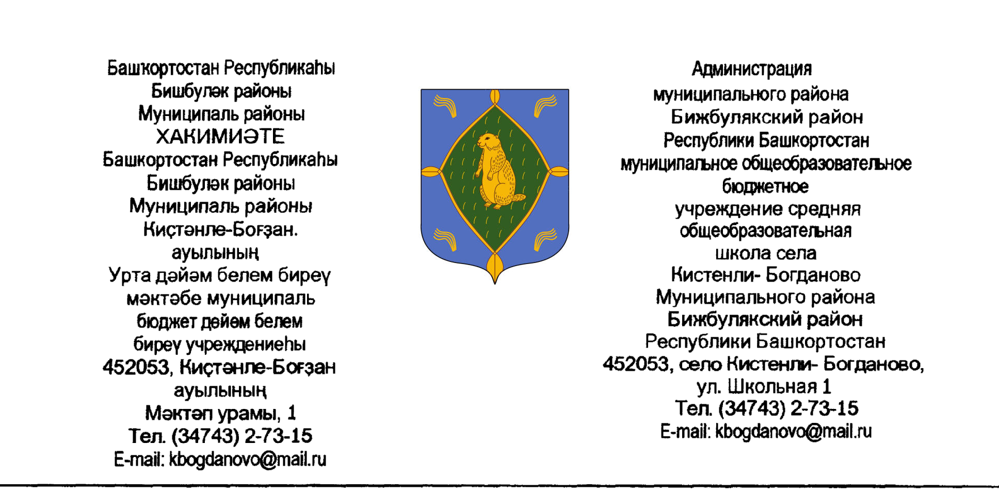 Башҡортостан Республикаһы
Бишбуләк районы
Муниципаль районы
ХАКИМИӘТЕ
Башкортостан Республикаһы
Бишбуләк районы
Муниципаль районы
Киҫтәнле-Боғҙан.
ауылының
Урта дәйәм белем биреү
мәктәбе муниципаль
бюджет дөйөм белем
биреү учреждениеһы
452053, Киҫтәнле-Боғҙан
ауылының
Мәктәп урамы, 1
Тел. (34743) 2-73-15
E-mail: kbogdanovo@mail.ru
Администрация
муниципального района
Бижбулякский район
Республики Башкортостан
муниципальное общеобразовательное
бюджетное
учреждение средняя
общеобразовательная
школа села
Кистенли- Богданово
Муниципального района
Бижбулякский район
Республики Башкортостан
452053, село Кистенли- Богданово,
ул. Школьная 1
Тел. (34743) 2-73-15
E-mail: kbogdanovo@mail.ru